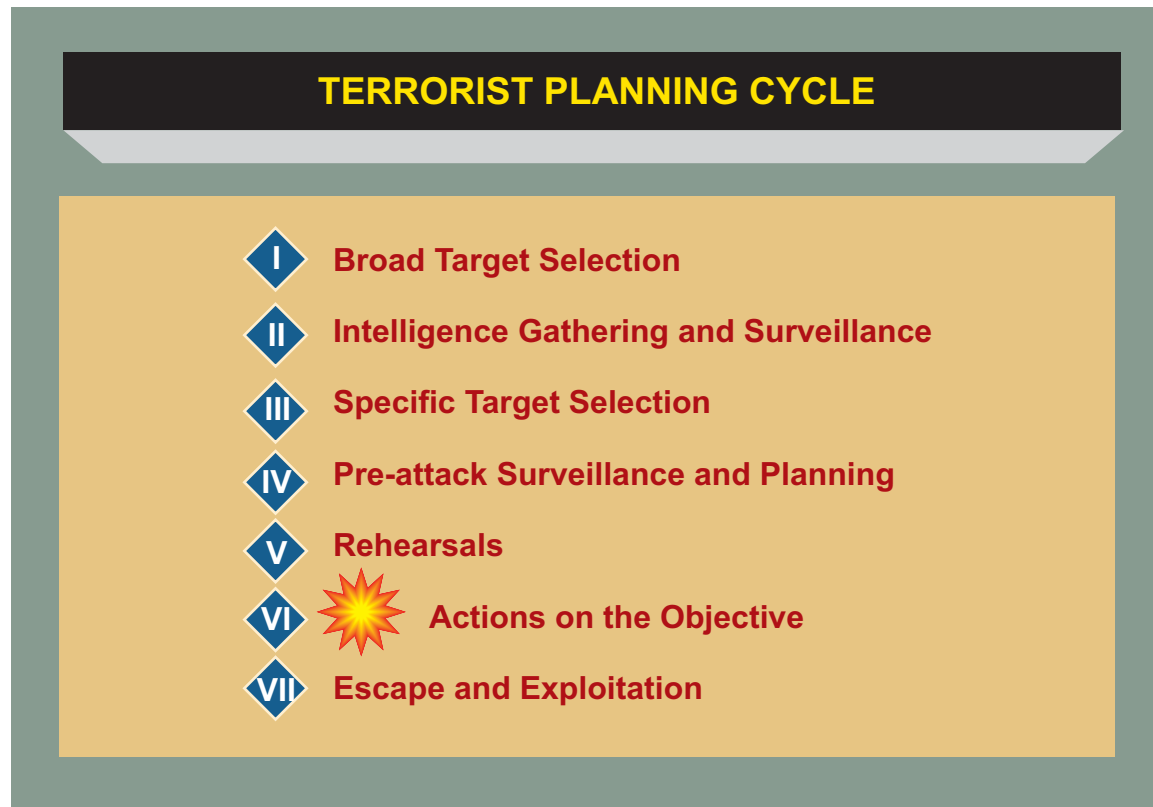 TERRORIST PLANNING CYCLE
I Broad Target Selection
II Intelligence Gathering and Surveillance
III Specific Target Selection
IV Pre-attack Surveillance and Planning
V Rehearsals
VI Actions on the Objective
VII Escape and Exploitation